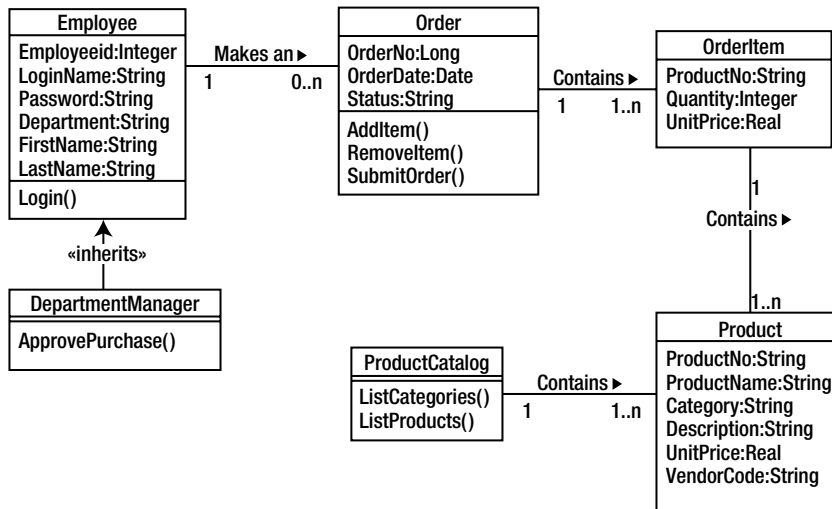 Employee
Employeeid:Integer
LoginName:String
Password:String
Department:String
FirstName:String
LastName:String
Login()
Makes an ▶
1
0..n
Order
OrderNo:Long
OrderDate:Date
Status:String
AddItem()
RemoveItem()
SubmitOrder()
Contains ▶
1
1..n
OrderItem
ProductNo:String
Quantity:Integer
UnitPrice:Real
1
Contains ▶
1..n
«inherits»
DepartmentManager
ApprovePurchase()
ProductCatalog
ListCategories()
ListProducts()
Contains ▶
1
1..n
Product
ProductNo:String
ProductName:String
Category:String
Description:String
UnitPrice:Real
VendorCode:String